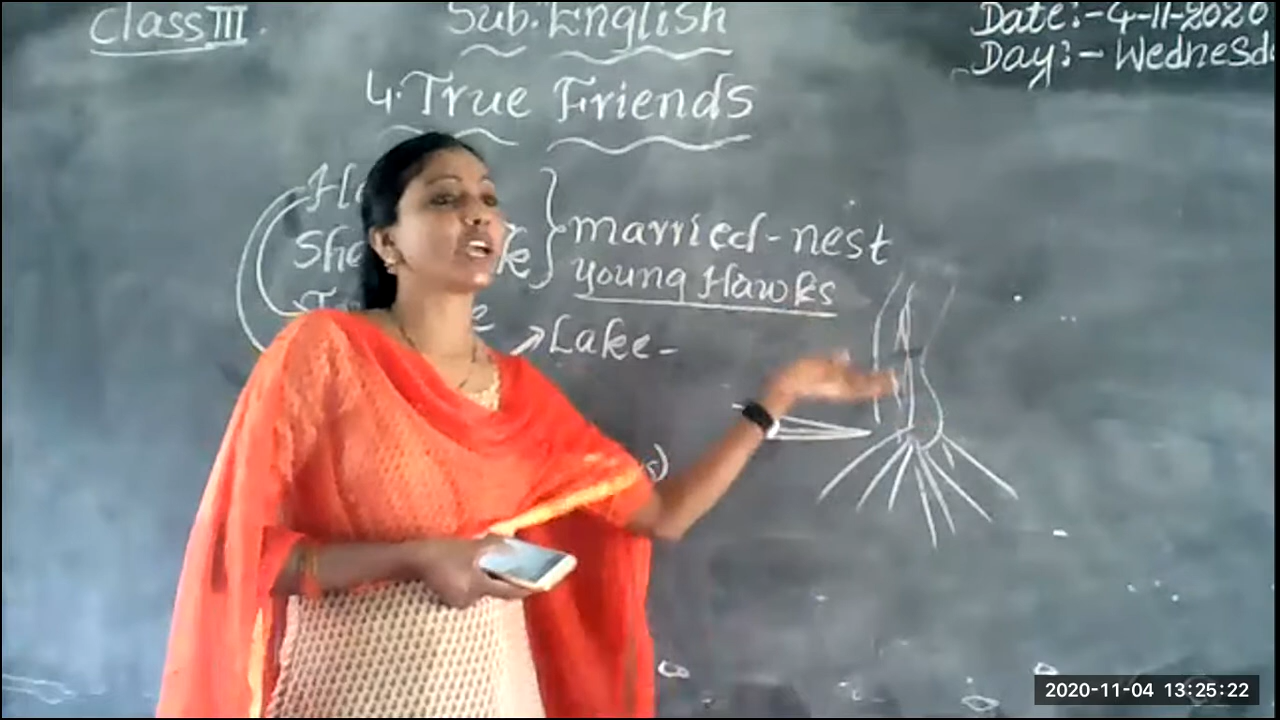 Class III.
Sub:English
Date:-4-11-2020
Day:-
4.True Friends
married-nest
young Hawks
Lake-
2020-11-04 13:25:22